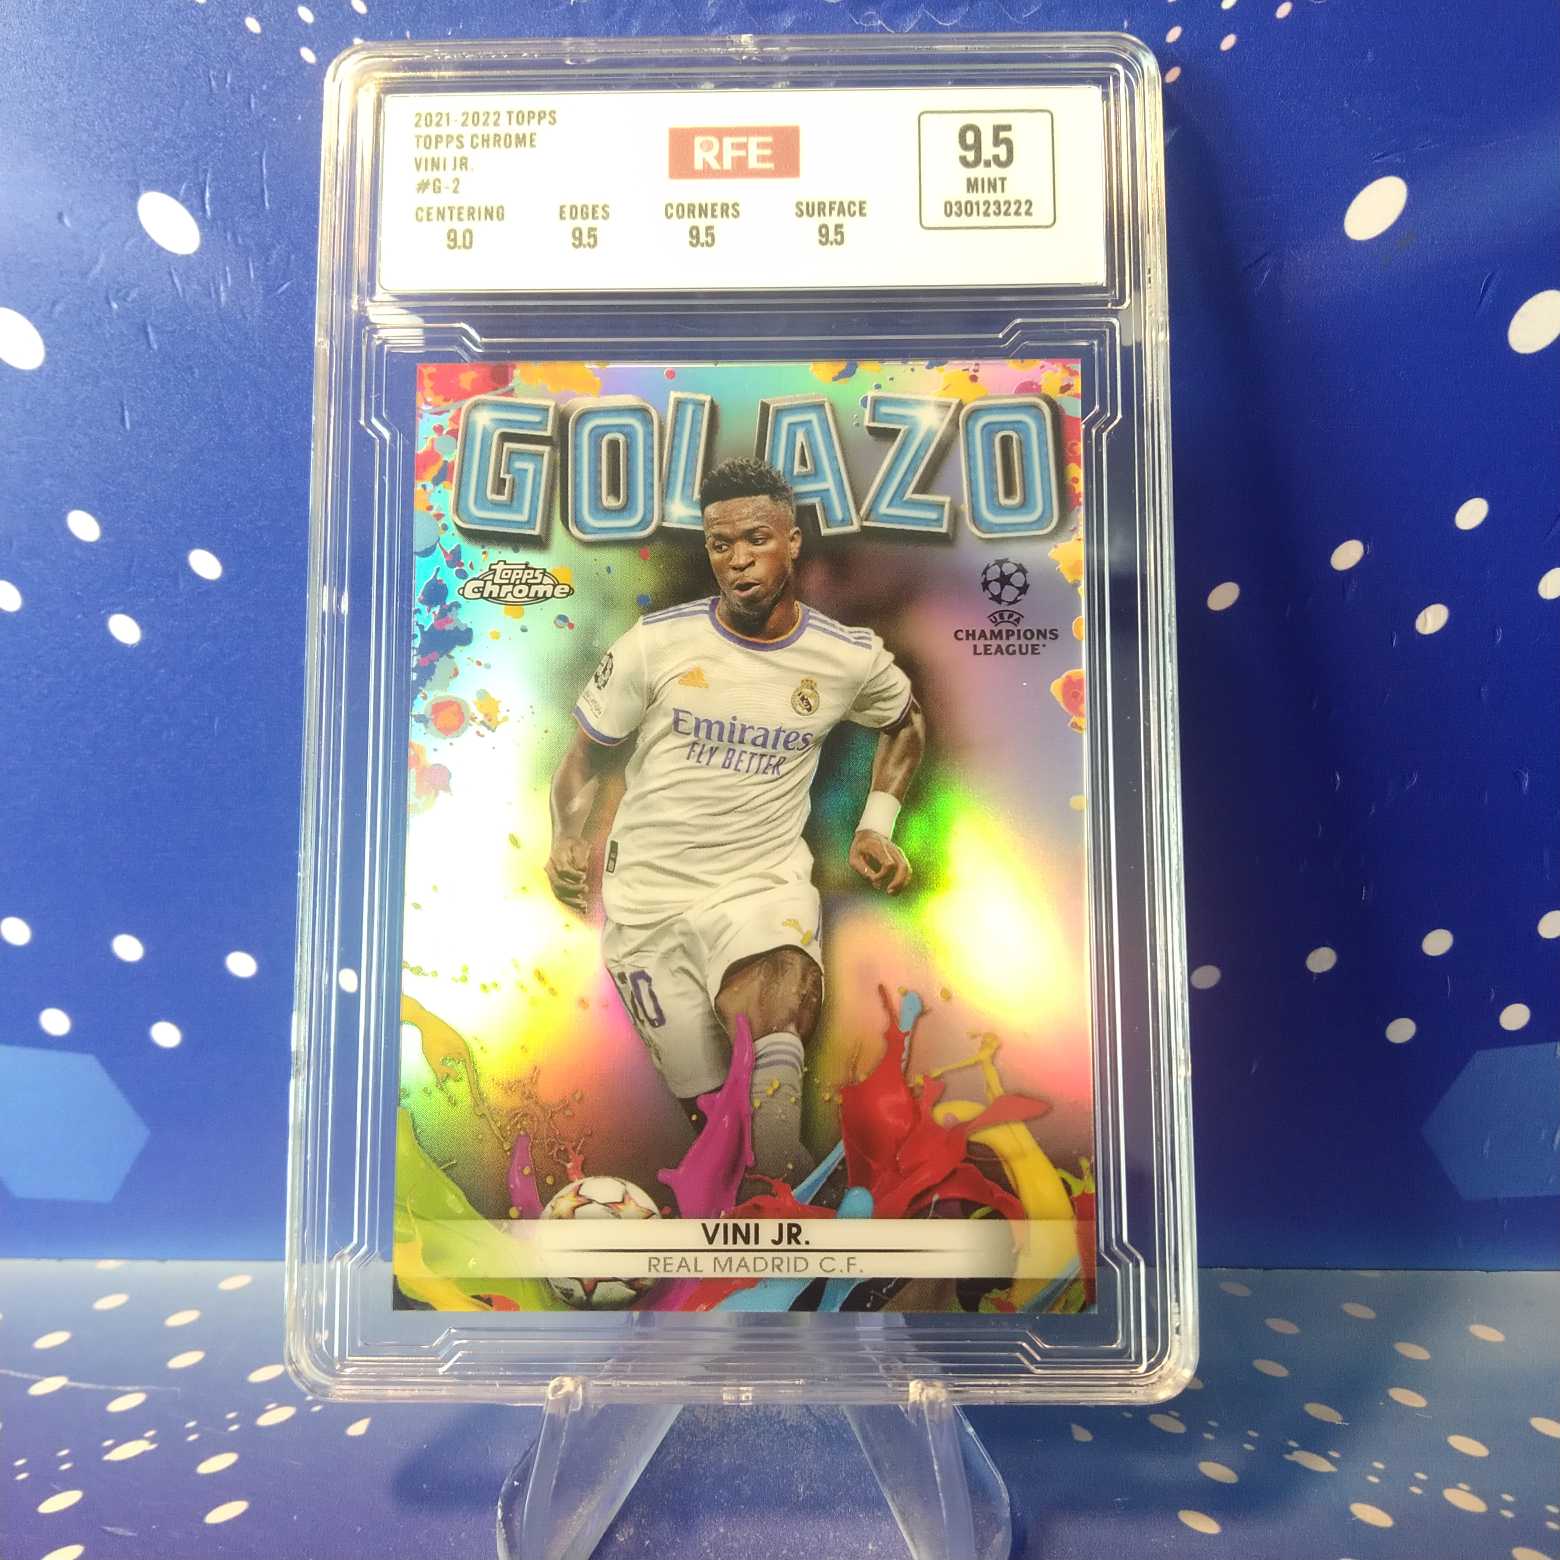 2021-2022 TOPPS
TOPPS CHROME
VINI JR.
#G-2
RFE
9.5
MINT
030123222
CENTERING EDGES CORNERS SURFACE
9.0 9.5 9.5 9.5
GOLAZO
topps
Chrome
UEFA
CHAMPIONS
LEAGUE
Emirates
FLY BETTER
VINI JR.
REAL MADRID C.F.